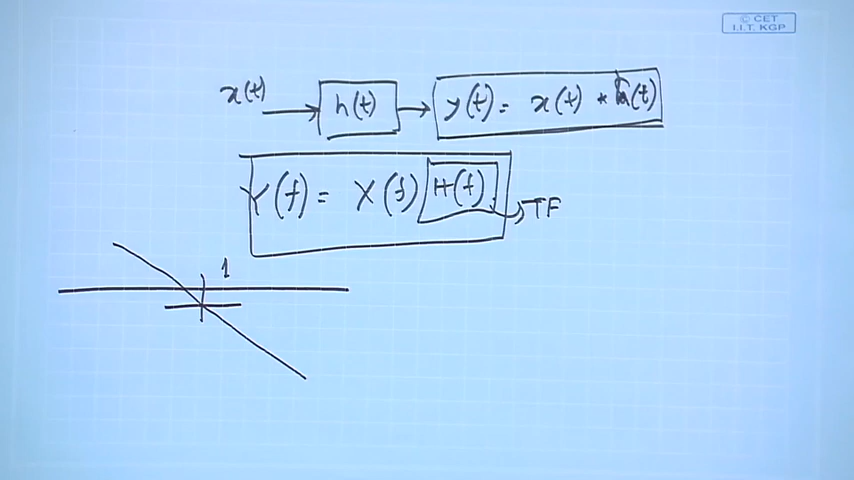 © CET
I.I.T. KGP
x(t) → h(t) → y(t) = x(t) * h(t)
Y(f) = X(f) H(f) → TF
1